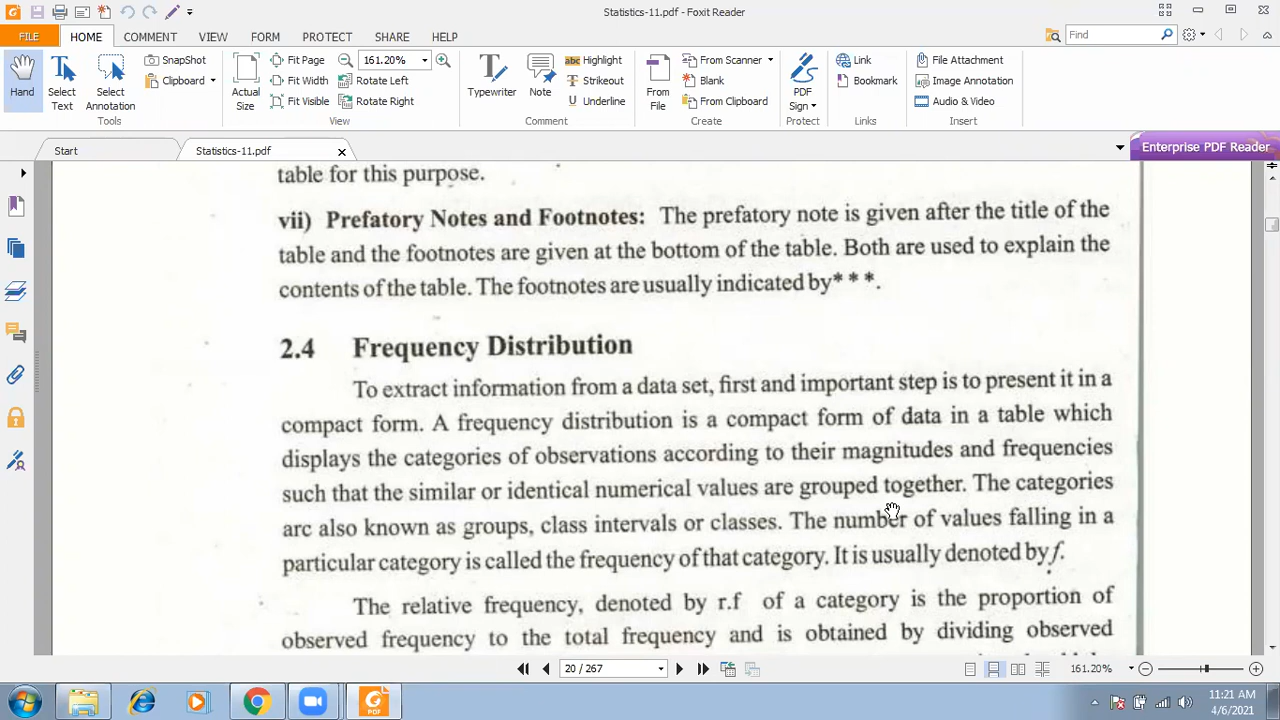 Statistics-11.pdf - Foxit Reader
FILE HOME COMMENT VIEW FORM PROTECT SHARE HELP
Find
Hand
Select Text
Select Annotation
SnapShot
Clipboard
Tools
Actual Size
Fit Page
Fit Width
Fit Visible
161.20%
Rotate Left
Rotate Right
View
Typewriter
Note
Highlight
Strikeout
Underline
Comment
From File
From Scanner
Blank
From Clipboard
Create
PDF Sign
Protect
Link
Bookmark
Links
File Attachment
Image Annotation
Audio & Video
Insert
Start
Statistics-11.pdf
Enterprise PDF Reader
table for this purpose.
vii) Prefatory Notes and Footnotes: The prefatory note is given after the title of the
table and the footnotes are given at the bottom of the table. Both are used to explain the
contents of the table. The footnotes are usually indicated by* * *.
2.4 Frequency Distribution
To extract information from a data set, first and important step is to present it in a
compact form. A frequency distribution is a compact form of data in a table which
displays the categories of observations according to their magnitudes and frequencies
such that the similar or identical numerical values are grouped together. The categories
arc also known as groups, class intervals or classes. The number of values falling in a
particular category is called the frequency of that category. It is usually denoted by f.
The relative frequency, denoted by r.f of a category is the proportion of
observed frequency to the total frequency and is obtained by dividing observed
20 / 267
161.20%
PDF
11:21 AM
4/6/2021